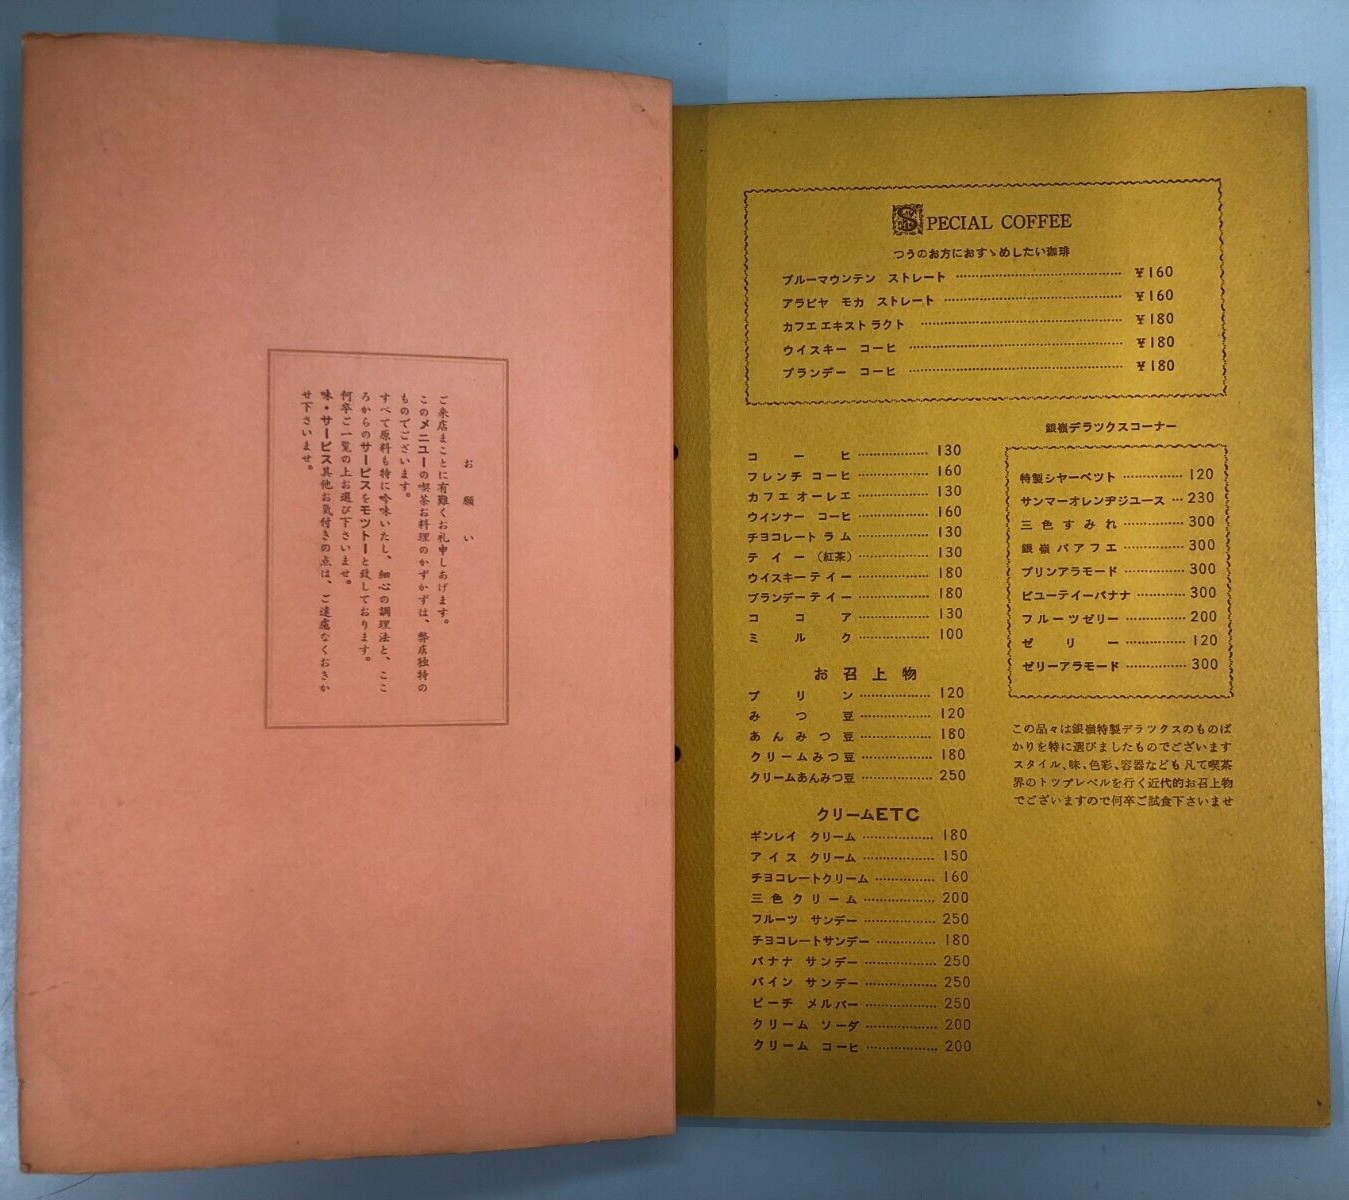 お願い
ご来店まことに有難くお礼申しあげます。
このメニューの喫茶お料理のかずかずは、弊店独特の
ものでございます。
すべて原料も特に吟味いたし、細心の調理法と、ここ
ろからのサービスをモツトーと致しております。
何卒ご一覧の上お選び下さいませ。
味・サービス其他お気付きの点は、ご遠慮なくおきか
せ下さいませ。
SPECIAL COFFEE
つうのお方におすゝめしたい珈琲
ブルーマウンテン ストレート ¥160
アラビヤ モカ ストレート ¥160
カフエエキストラクト ¥180
ウイスキー コーヒ ¥180
ブランデー コーヒ ¥180
コーヒ 130
フレンチ コーヒ 160
カフエ オーレエ 130
ウインナー コーヒ 160
チヨコレート ラム 130
テイー(紅茶) 130
ウイスキーテイー 180
ブランデーテイー 180
ココア 130
ミルク 100
お召上物
プリン 120
みつ豆 120
あんみつ豆 180
クリームみつ豆 180
クリームあんみつ豆 250
クリームETC
ギンレイ クリーム 180
アイス クリーム 150
チヨコレートクリーム 160
三色クリーム 200
フルーツ サンデー 250
チヨコレートサンデー 180
バナナ サンデー 250
パイン サンデー 250
ピーチ メルバー 250
クリーム ソーダ 200
クリーム コーヒ 200
銀嶺デラツクスコーナー
特製シヤーベツト 120
サンマーオレンヂジユース 230
三色すみれ 300
銀嶺パアフエ 300
プリンアラモード 300
ビユーテイーバナナ 300
フルーツゼリー 200
ゼリー 120
ゼリーアラモード 300
この品々は銀嶺特製デラツクスのものば
かりを特に選びましたものでございます
スタイル、味、色彩、容器なども凡て喫茶
界のトツプレベルを行く近代的お召上物
でございますので何卒ご試食下さいませ